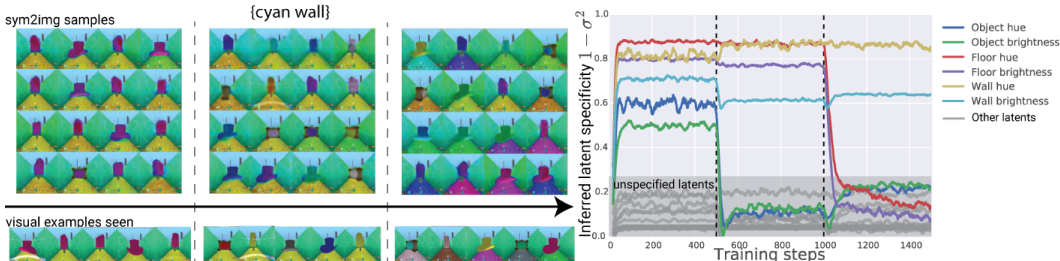 {cyan wall}
sym2img samples
visual examples seen
Inferred latent specificity 1 − σ²
1.0
0.8
0.6
0.4
0.2
0.0
unspecified latents
0
200
400
600
800
1000
1200
1400
Training steps
Object hue
Object brightness
Floor hue
Floor brightness
Wall hue
Wall brightness
Other latents